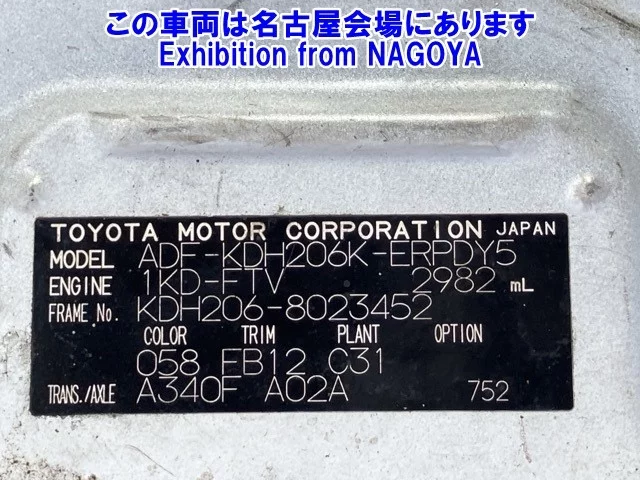 この車両は名古屋会場にあります
Exhibition from NAGOYA
TOYOTA MOTOR CORPORATION JAPAN
MODEL ADF-KDH206K-ERPDY5
ENGINE 1KD-FTV 2982 mL
FRAME No. KDH206-8023452
COLOR TRIM PLANT OPTION
058 FB12 C31
TRANS./AXLE A340F A02A 752